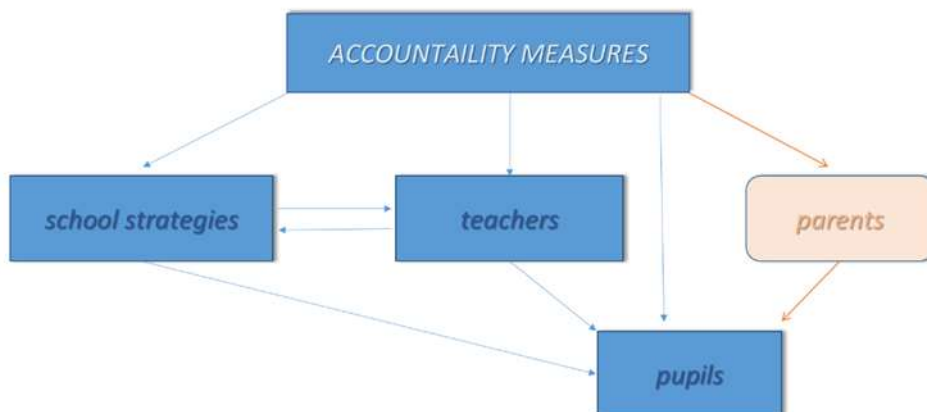 ACCOUNTAILITY MEASURES
school strategies
teachers
parents
pupils